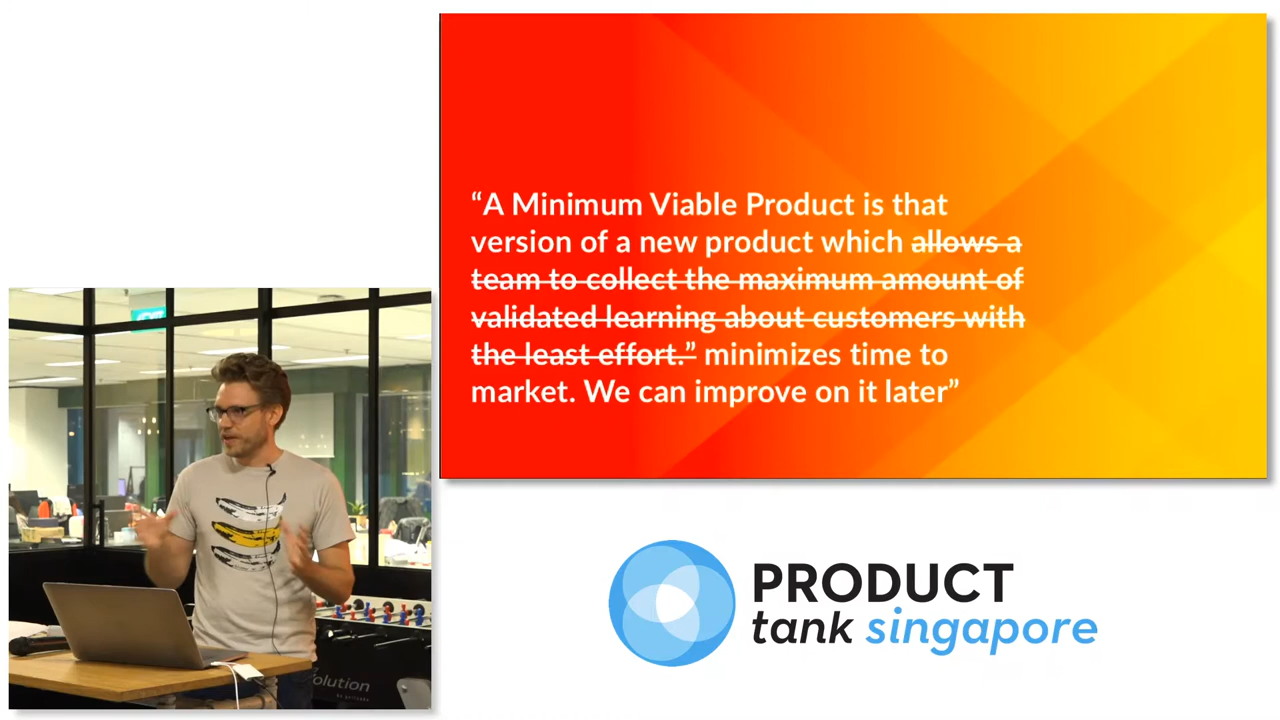 “A Minimum Viable Product is that
version of a new product which allows a
team to collect the maximum amount of
validated learning about customers with
the least effort.” minimizes time to
market. We can improve on it later”
EXIT
PRODUCT
tank singapore